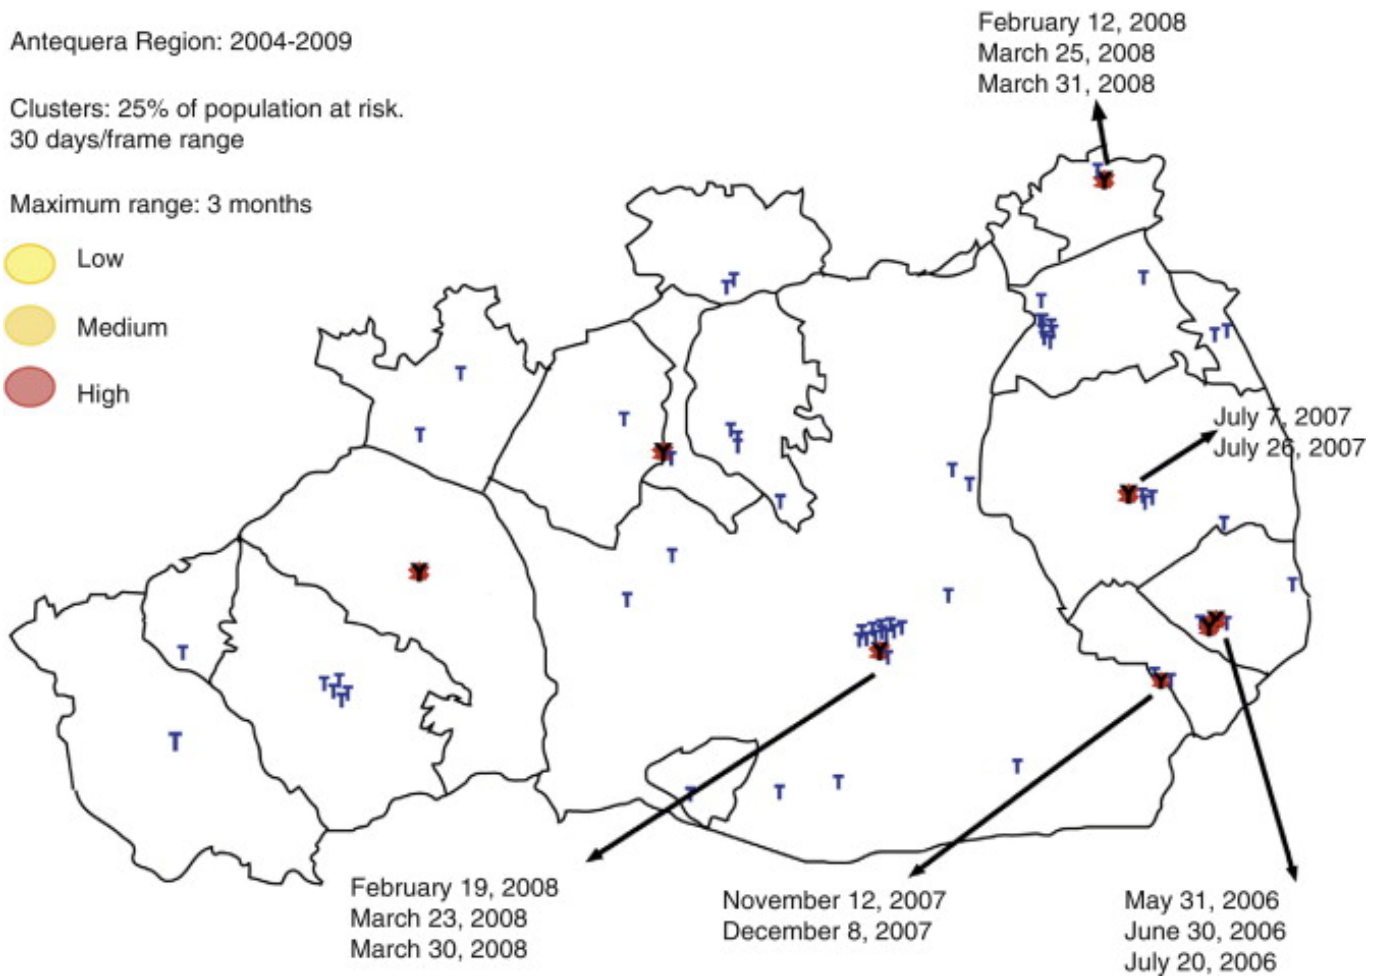 February 12, 2008
March 25, 2008
March 31, 2008
Antequera Region: 2004-2009
Clusters: 25% of population at risk.
30 days/frame range
Maximum range: 3 months
Low
Medium
High
July 7, 2007
July 26, 2007
February 19, 2008
March 23, 2008
March 30, 2008
November 12, 2007
December 8, 2007
May 31, 2006
June 30, 2006
July 20, 2006